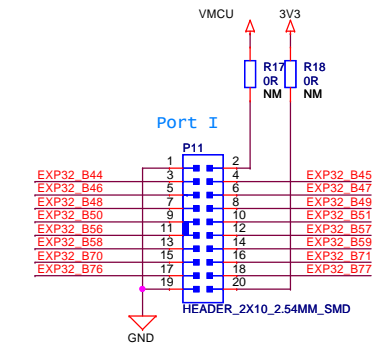 VMCU 3V3
R17 R18
0R 0R
NM NM
Port I
P11
1 2
EXP32_B44 3 4 EXP32_B45
EXP32_B46 5 6 EXP32_B47
EXP32_B48 7 8 EXP32_B49
EXP32_B50 9 10 EXP32_B51
EXP32_B56 11 12 EXP32_B57
EXP32_B58 13 14 EXP32_B59
EXP32_B70 15 16 EXP32_B71
EXP32_B76 17 18 EXP32_B77
19 20
HEADER_2X10_2.54MM_SMD
GND